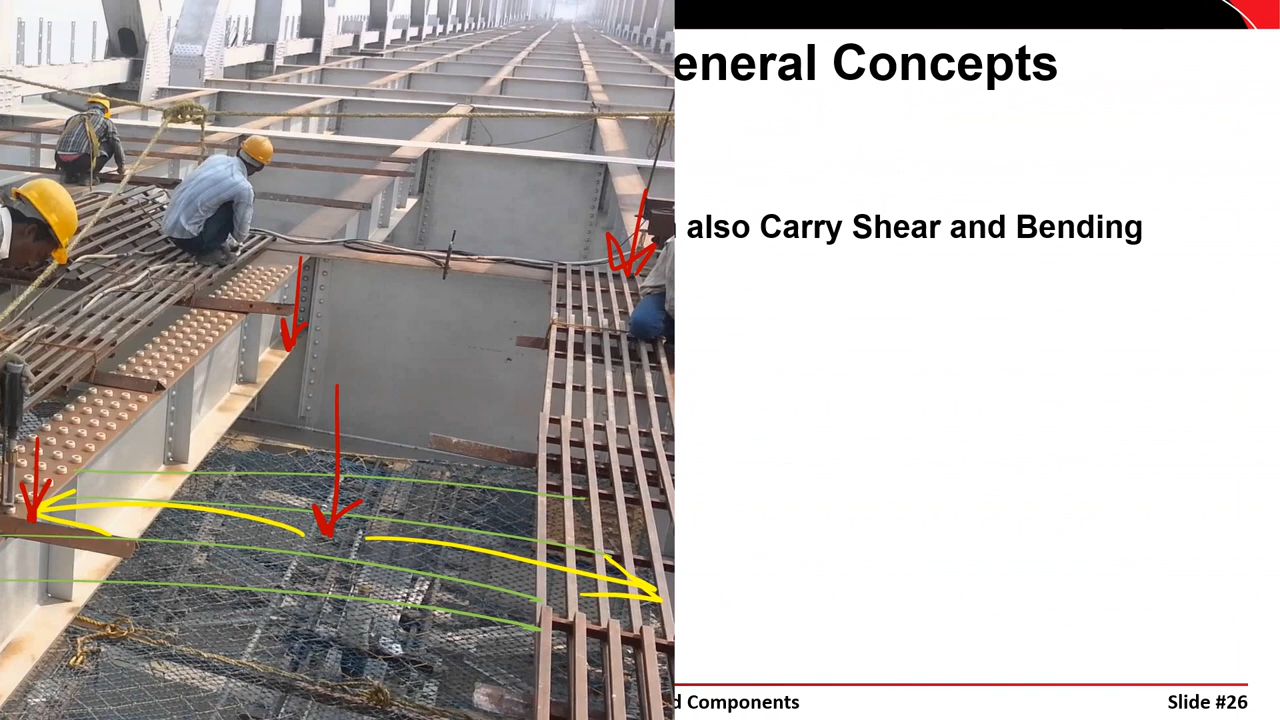 eneral Concepts
also Carry Shear and Bending
d Components
Slide #26